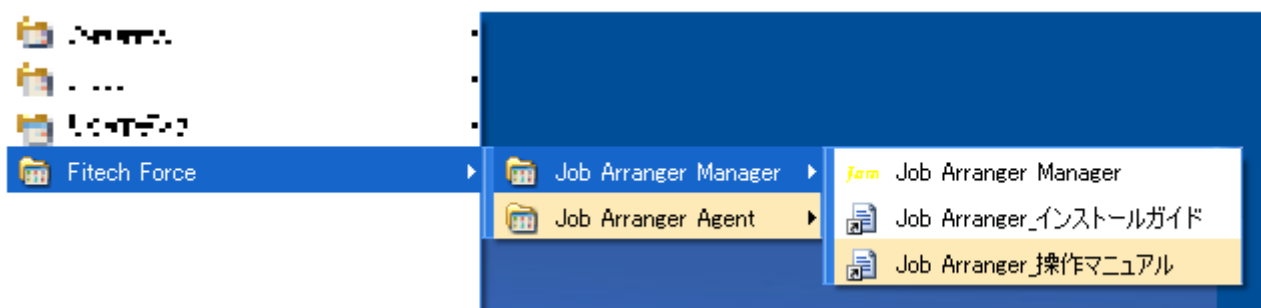 Fitech Force
Job Arranger Manager
Job Arranger Agent
Jam Job Arranger Manager
Job Arranger_インストールガイド
Job Arranger_操作マニュアル